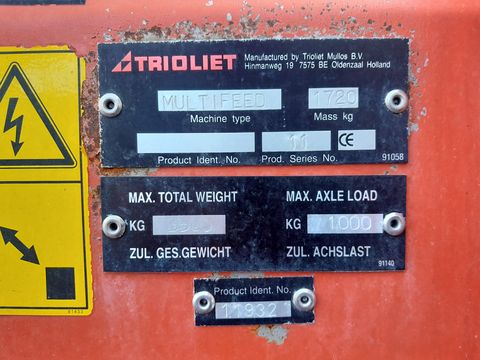 TRIOLIET
Manufactured by Trioliet Mullos B.V.
Hinmanweg 19 7575 BE Oldenzaal Holland
MULTIFEED 1720
Machine type Mass kg
11 CE
Product Ident. No. Prod. Series No. 91058
MAX. TOTAL WEIGHT MAX. AXLE LOAD
KG KG 1000
ZUL. GES.GEWICHT ZUL. ACHSLAST
91140
Product Ident. No.
11932